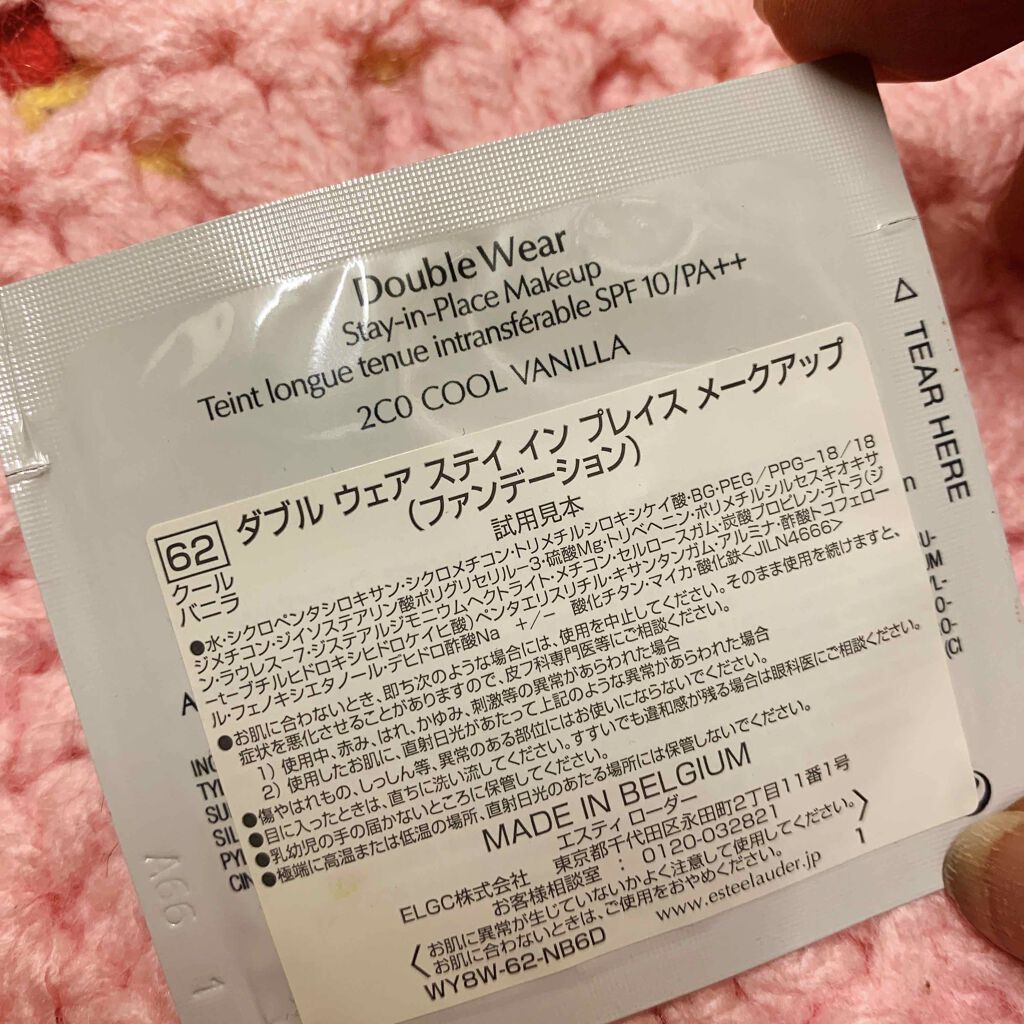 Double Wear
Stay-in-Place Makeup
Teint longue tenue intransférable SPF 10/PA++
2C0 COOL VANILLA
△ TEAR HERE
62
クール
バニラ
ダブル ウェア ステイ イン プレイス メークアップ
(ファンデーション)
試用見本
●水・シクロペンタシロキサン・シクロメチコン・トリメチルシロキシケイ酸・BG・PEG/PPG-18/18
ジメチコン・ジイソステアリン酸ポリグリセリル-3・硫酸Mg・トリベヘニン・ポリメチルシルセスキオキサ
ン・ラウレス-7・ジステアルジモニウムヘクトライト・メチコン・セルロースガム・炭酸プロピレン・テトラ(ジ
-t-ブチルヒドロキシヒドロケイヒ酸)ペンタエリスリチル・キサンタンガム・アルミナ・酢酸トコフェロー
ル・フェノキシエタノール・デヒドロ酢酸Na +/- 酸化チタン・マイカ・酸化鉄<JILN4666>
●お肌に合わないとき、即ち次のような場合には、使用を中止してください。そのまま使用を続けますと、
症状を悪化させることがありますので、皮フ科専門医等にご相談ください。
1) 使用中、赤み、はれ、かゆみ、刺激等の異常があらわれた場合
2) 使用したお肌に、直射日光があたって上記のような異常があらわれた場合
●傷やはれもの、しっしん等、異常のある部位にはお使いにならないでください。
●目に入ったときは、直ちに洗い流してください。すすいでも違和感が残る場合は眼科医にご相談ください。
●乳幼児の手の届かないところに保管してください。
●極端に高温または低温の場所、直射日光のあたる場所には保管しないでください。
MADE IN BELGIUM
エスティ ローダー
ELGC株式会社 東京都千代田区永田町2丁目11番1号
お客様相談室 : 0120-032821
〈お肌に異常が生じていないかよく注意して使用してください。
お肌に合わないときは、ご使用をおやめください。〉
WY8W-62-NB6D www.esteelauder.jp 1
A66 1